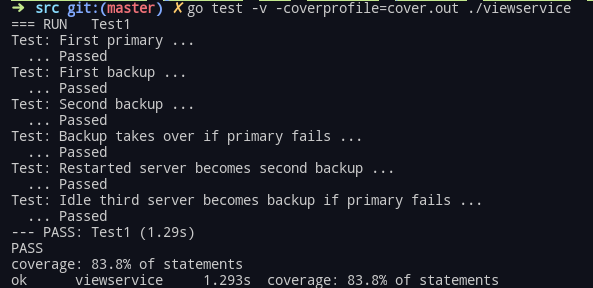 ➜ src git:(master) ✗ go test -v -coverprofile=cover.out ./viewservice
=== RUN   Test1
Test: First primary ...
  ... Passed
Test: First backup ...
  ... Passed
Test: Second backup ...
  ... Passed
Test: Backup takes over if primary fails ...
  ... Passed
Test: Restarted server becomes second backup ...
  ... Passed
Test: Idle third server becomes backup if primary fails ...
  ... Passed
--- PASS: Test1 (1.29s)
PASS
coverage: 83.8% of statements
ok      viewservice     1.293s  coverage: 83.8% of statements